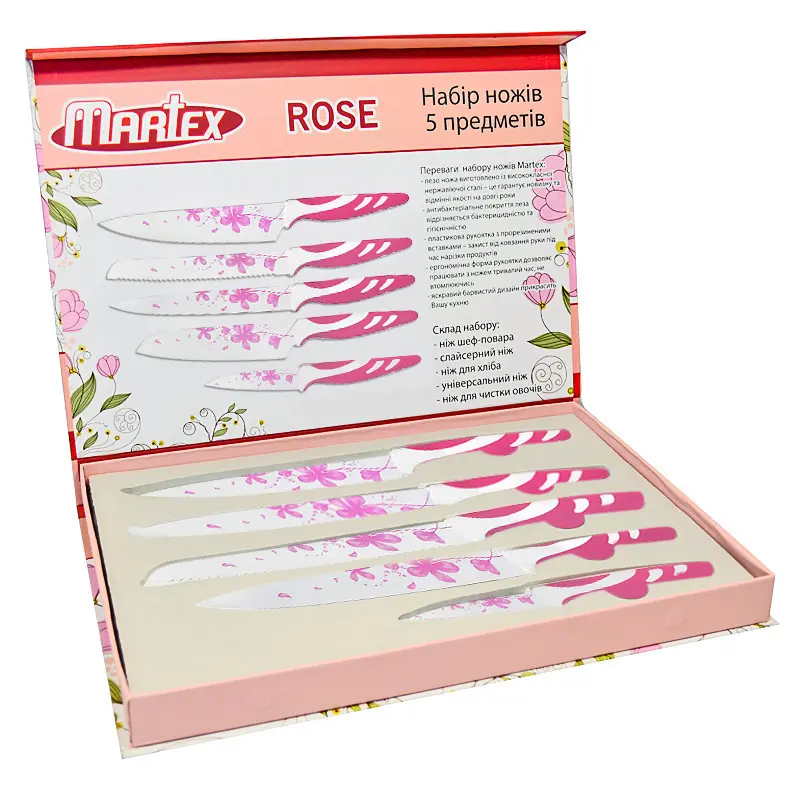 MARTEX
ROSE
Набір ножів
5 предметів
Переваги набору ножів Martex:
- лезо ножа виготовлено із висококласної
нержавіючої сталі – це гарантує новизну та
відмінні якості на довгі роки
- антибактеріальне покриття леза
відрізняється бактерицидністю та
гігієнічністю
- пластикова рукоятка з прорезиненими
вставками – захист від ковзання руки під
час нарізки продуктів
- ергономічна форма рукоятки дозволяє
працювати з ножем тривалий час, не
втомлюючись
- яскравий барвистий дизайн прикрасить
Вашу кухню
Склад набору:
- ніж шеф-повара
- слайсерний ніж
- ніж для хліба
- універсальний ніж
- ніж для чистки овочів